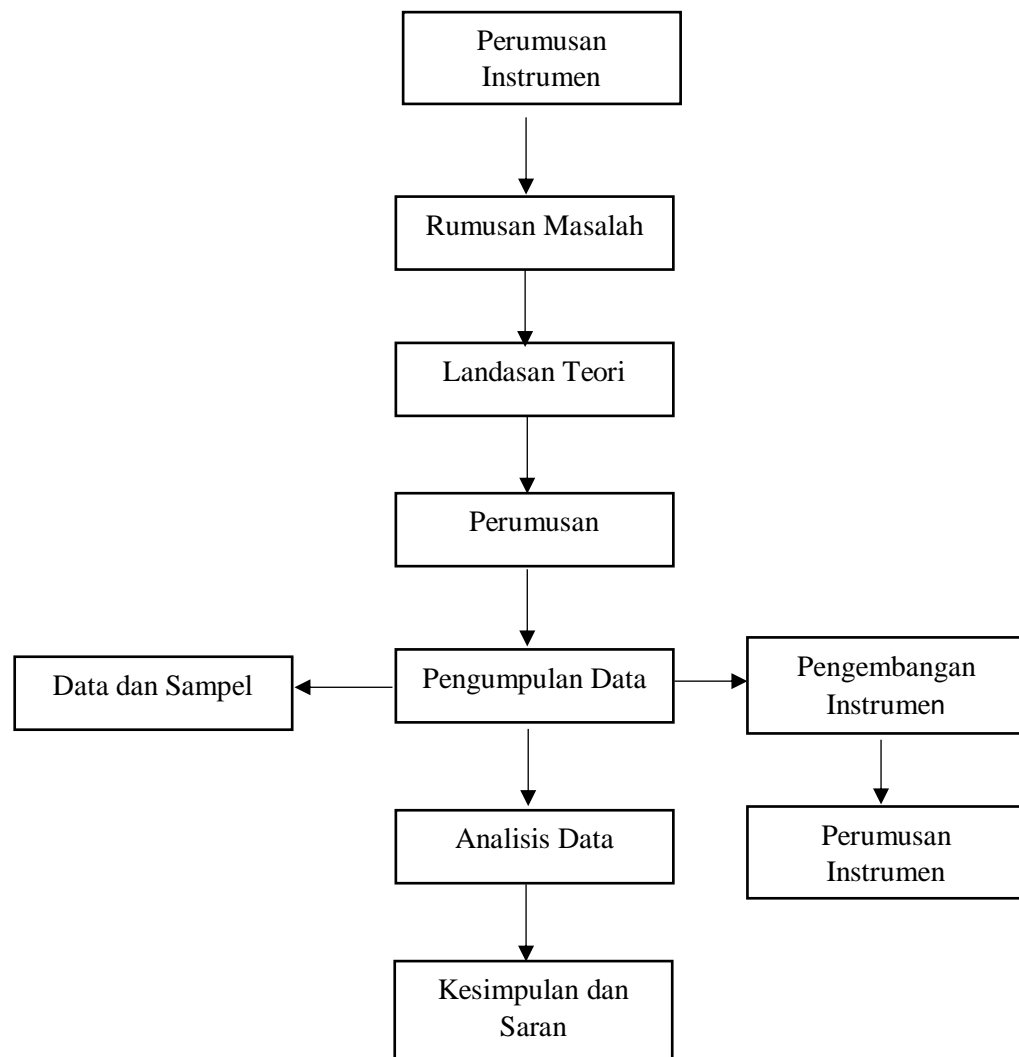 Perumusan
Instrumen
Rumusan Masalah
Landasan Teori
Perumusan
Data dan Sampel
Pengumpulan Data
Pengembangan
Instrumen
Analisis Data
Perumusan
Instrumen
Kesimpulan dan
Saran